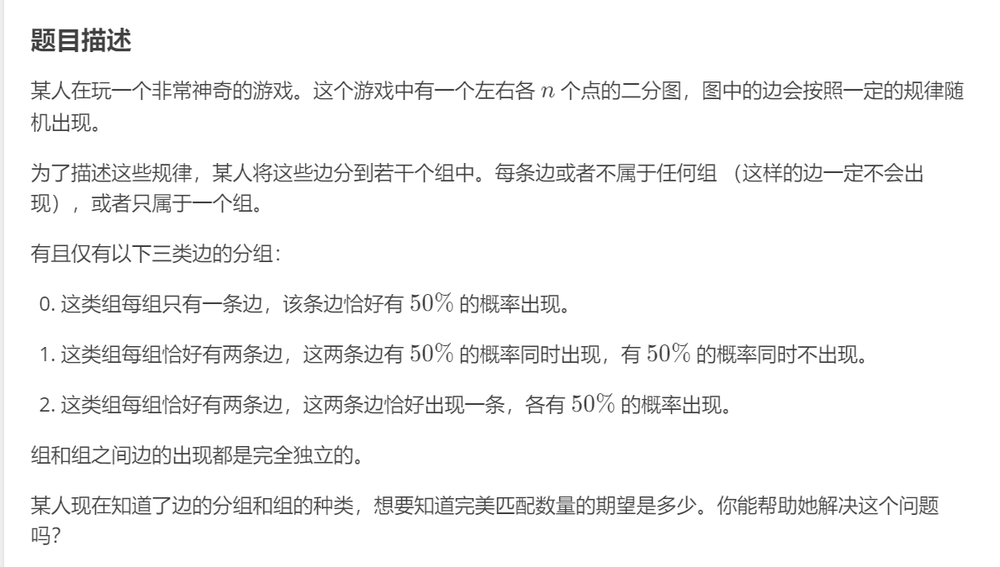 题目描述
某人在玩一个非常神奇的游戏。这个游戏中有一个左右各 n 个点的二分图，图中的边会按照一定的规律随
机出现。
为了描述这些规律，某人将这些边分到若干个组中。每条边或者不属于任何组 （这样的边一定不会出
现），或者只属于一个组。
有且仅有以下三类边的分组：
0. 这类组每组只有一条边，该条边恰好有 50% 的概率出现。
1. 这类组每组恰好有两条边，这两条边有 50% 的概率同时出现，有 50% 的概率同时不出现。
2. 这类组每组恰好有两条边，这两条边恰好出现一条，各有 50% 的概率出现。
组和组之间边的出现都是完全独立的。
某人现在知道了边的分组和组的种类，想要知道完美匹配数量的期望是多少。你能帮助她解决这个问题
吗？